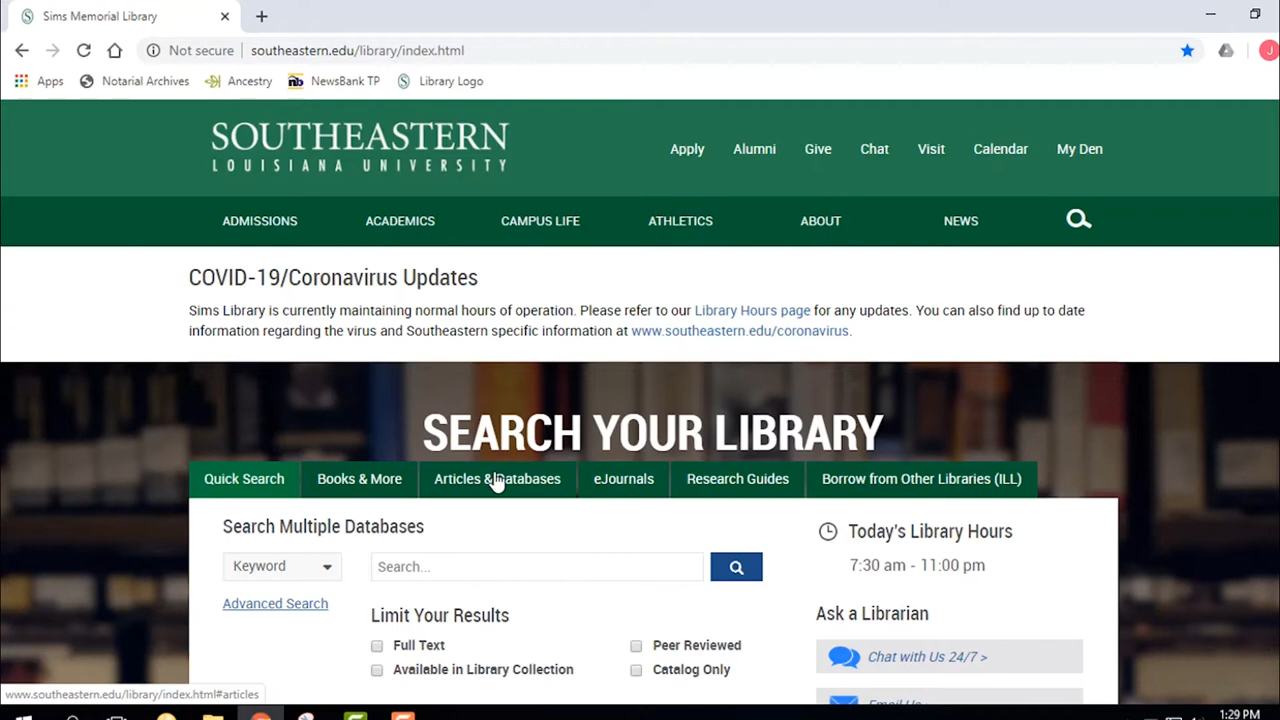 Sims Memorial Library
Not secure southeastern.edu/library/index.html J
Apps Notarial Archives Ancestry nb NewsBank TP Library Logo
SOUTHEASTERN
LOUISIANA UNIVERSITY
Apply Alumni Give Chat Visit Calendar My Den
ADMISSIONS ACADEMICS CAMPUS LIFE ATHLETICS ABOUT NEWS
COVID-19/Coronavirus Updates
Sims Library is currently maintaining normal hours of operation. Please refer to our Library Hours page for any updates. You can also find up to date
information regarding the virus and Southeastern specific information at www.southeastern.edu/coronavirus.
SEARCH YOUR LIBRARY
Quick Search Books & More Articles & Databases eJournals Research Guides Borrow from Other Libraries (ILL)
Search Multiple Databases
Keyword Search...
Advanced Search
Limit Your Results
Full Text Peer Reviewed
Available in Library Collection Catalog Only
Today's Library Hours
7:30 am - 11:00 pm
Ask a Librarian
Chat with Us 24/7 >
Email Us
www.southeastern.edu/library/index.html#articles
1:29 PM